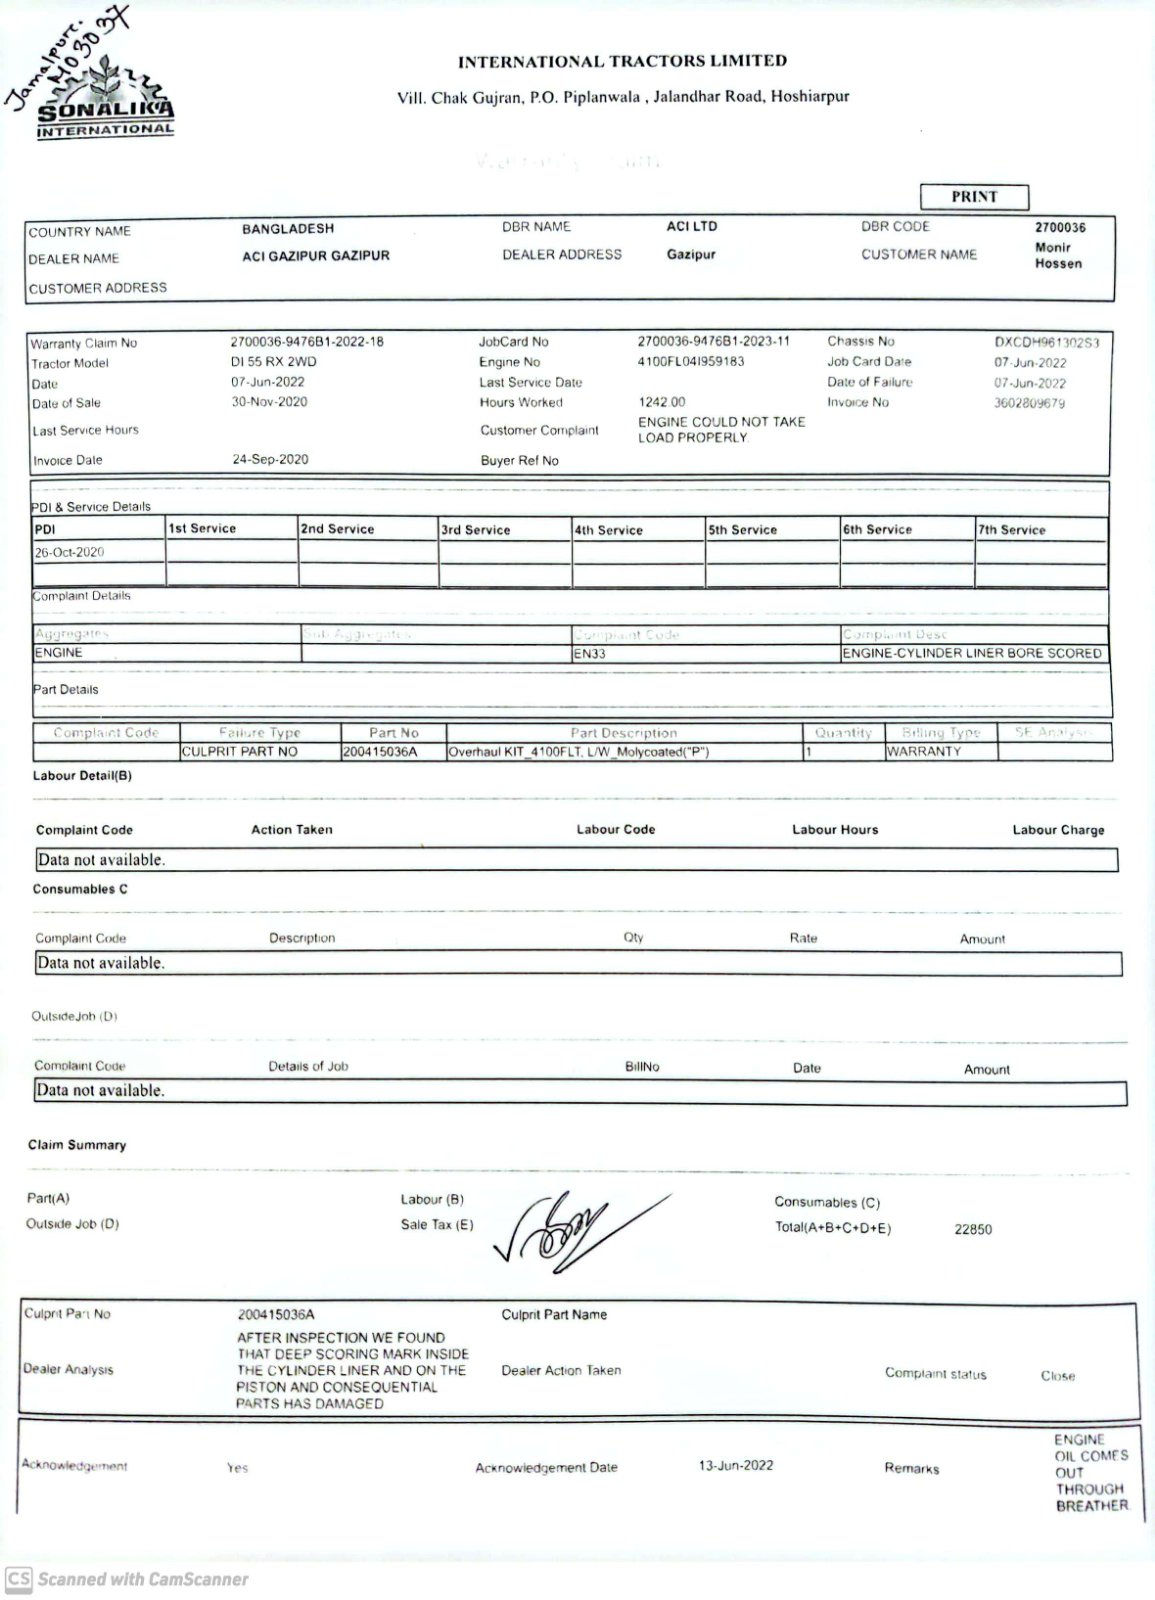 Jamalpur.
A103037
SONALIKA
INTERNATIONAL
INTERNATIONAL TRACTORS LIMITED
Vill. Chak Gujran, P.O. Piplanwala , Jalandhar Road, Hoshiarpur
PRINT
COUNTRY NAME BANGLADESH DBR NAME ACI LTD DBR CODE 2700036
DEALER NAME ACI GAZIPUR GAZIPUR DEALER ADDRESS Gazipur CUSTOMER NAME Monir Hossen
CUSTOMER ADDRESS
Warranty Claim No 2700036-9476B1-2022-18 JobCard No 2700036-9476B1-2023-11 Chassis No DXCDH961302S3
Tractor Model DI 55 RX 2WD Engine No 4100FL04I959183 Job Card Date 07-Jun-2022
Date 07-Jun-2022 Last Service Date Date of Failure 07-Jun-2022
Date of Sale 30-Nov-2020 Hours Worked 1242.00 Invoice No 3602809679
Last Service Hours Customer Complaint ENGINE COULD NOT TAKE LOAD PROPERLY
Invoice Date 24-Sep-2020 Buyer Ref No
PDI & Service Details
PDI 1st Service 2nd Service 3rd Service 4th Service 5th Service 6th Service 7th Service
26-Oct-2020
Complaint Details
Aggregates Sub Aggregates Complaint Code Complaint Desc
ENGINE EN33 ENGINE-CYLINDER LINER BORE SCORED
Part Details
Complaint Code Failure Type Part No Part Description Quantity Billing Type SE Analysis
CULPRIT PART NO 200415036A Overhaul KIT_4100FLT, L/W_Molycoated("P") 1 WARRANTY
Labour Detail(B)
Complaint Code Action Taken Labour Code Labour Hours Labour Charge
Data not available.
Consumables C
Complaint Code Description Qty Rate Amount
Data not available.
OutsideJob (D)
Complaint Code Details of Job BillNo Date Amount
Data not available.
Claim Summary
Part(A) Labour (B) Consumables (C)
Outside Job (D) Sale Tax (E) Total(A+B+C+D+E) 22850
Culprit Part No 200415036A Culprit Part Name
Dealer Analysis AFTER INSPECTION WE FOUND THAT DEEP SCORING MARK INSIDE THE CYLINDER LINER AND ON THE PISTON AND CONSEQUENTIAL PARTS HAS DAMAGED Dealer Action Taken Complaint status Close
Acknowledgement Yes Acknowledgement Date 13-Jun-2022 Remarks ENGINE OIL COMES OUT THROUGH BREATHER
CS Scanned with CamScanner